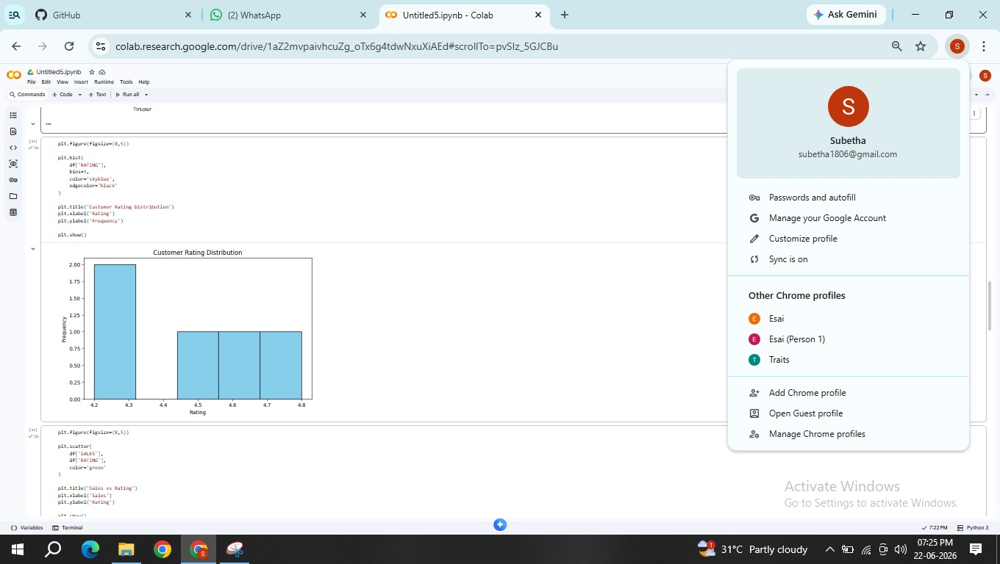 GitHub
(2) WhatsApp
Untitled5.ipynb - Colab
Ask Gemini
colab.research.google.com/drive/1aZ2mvpaivhcuZg_oTx6g4tdwNxuXiAEd#scrollTo=pvSIz_5GJCBu
S
Untitled5.ipynb
File Edit View Insert Runtime Tools Help
S
Commands + Code + Text Run all
Tirupur
...
plt.figure(figsize=(8,5))
plt.hist(
df['RATING'],
bins=5,
color='skyblue',
edgecolor='black'
)
plt.title('Customer Rating Distribution')
plt.xlabel('Rating')
plt.ylabel('Frequency')
plt.show()
Customer Rating Distribution
2.00
1.75
1.50
1.25
1.00
0.75
0.50
0.25
0.00
Frequency
4.2 4.3 4.4 4.5 4.6 4.7 4.8
Rating
plt.figure(figsize=(8,5))
plt.scatter(
df['SALES'],
df['RATING'],
color='green'
)
plt.title('Sales vs Rating')
plt.xlabel('Sales')
plt.ylabel('Rating')
plt.show()
S
Subetha
subetha1806@gmail.com
Passwords and autofill
Manage your Google Account
Customize profile
Sync is on
Other Chrome profiles
E Esai
E Esai (Person 1)
T Traits
Add Chrome profile
Open Guest profile
Manage Chrome profiles
Activate Windows
Go to Settings to activate Windows.
Variables Terminal
7:22 PM Python 3
S
1
31°C Partly cloudy
07:25 PM
22-06-2026